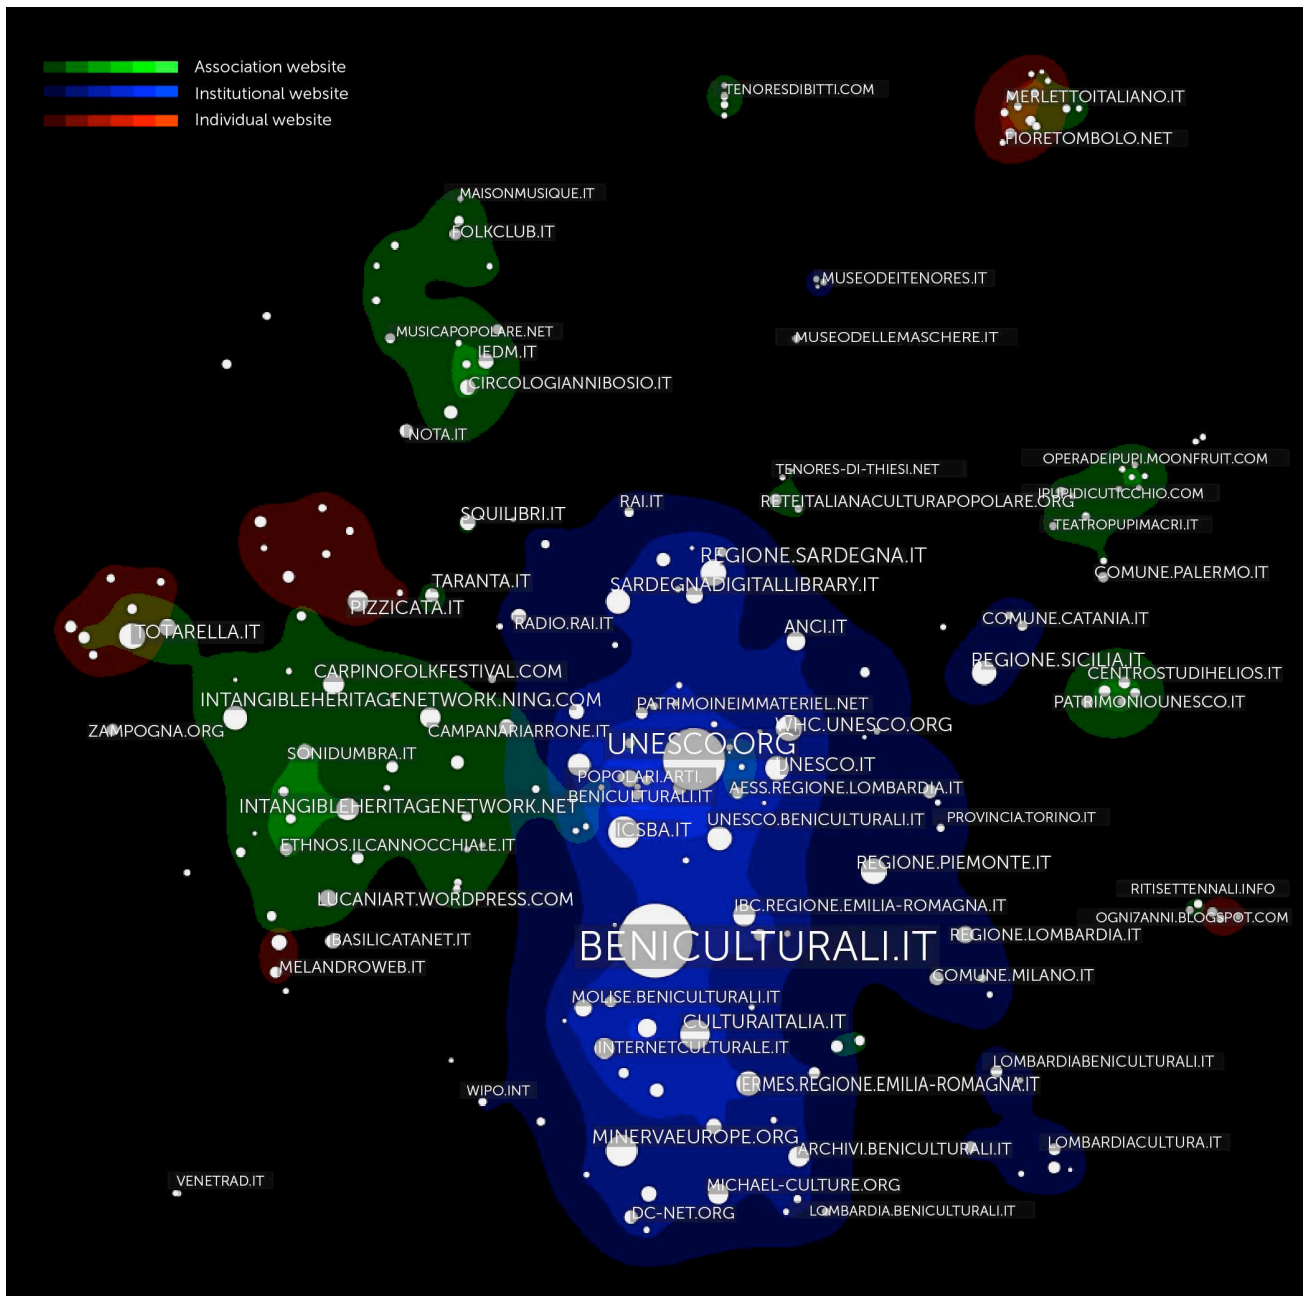 Association website
Institutional website
Individual website
TENORESDIBITTI.COM
MERLETTOITALIANO.IT
FIORETOMBOLO.NET
MAISONMUSIQUE.IT
FOLKCLUB.IT
MUSEODEITENORES.IT
MUSICAPOPOLARE.NET
MUSEODELLEMASCHERE.IT
IEDM.IT
CIRCOLOGIANNIBOSIO.IT
NOTA.IT
OPERADEIPUPI.MOONFRUIT.COM
TENORES-DI-THIESI.NET
IPUPIDICUTICCHIO.COM
RAI.IT
RETEITALIANACULTURAPOPOLARE.ORG
SQUILIBRI.IT
TEATROPUPIMACRI.IT
REGIONE.SARDEGNA.IT
COMUNE.PALERMO.IT
TARANTA.IT
SARDEGNADIGITALLIBRARY.IT
PIZZICATA.IT
COMUNE.CATANIA.IT
RADIO.RAI.IT
ANCI.IT
TOTARELLA.IT
REGIONE.SICILIA.IT
CARPINOFOLKFESTIVAL.COM
CENTROSTUDIHELIOS.IT
INTANGIBLEHERITAGENETWORK.NING.COM
PATRIMOINEIMMATERIEL.NET
PATRIMONIOUNESCO.IT
ZAMPOGNA.ORG
CAMPANARIARRONE.IT
WHC.UNESCO.ORG
UNESCO.ORG
SONIDUMBRA.IT
UNESCO.IT
POPOLARI.ARTI.
BENICULTURALI.IT
AESS.REGIONE.LOMBARDIA.IT
INTANGIBLEHERITAGENETWORK.NET
UNESCO.BENICULTURALI.IT
PROVINCIA.TORINO.IT
ICSBA.IT
ETHNOS.ILCANNOCCHIALE.IT
REGIONE.PIEMONTE.IT
RITISETTENNALI.INFO
LUCANIART.WORDPRESS.COM
IBC.REGIONE.EMILIA-ROMAGNA.IT
OGNI7ANNI.BLOGSPOT.COM
BASILICATANET.IT
BENICULTURALI.IT
REGIONE.LOMBARDIA.IT
MELANDROWEB.IT
COMUNE.MILANO.IT
MOLISE.BENICULTURALI.IT
CULTURAITALIA.IT
INTERNETCULTURALE.IT
LOMBARDIABENICULTURALI.IT
WIPO.INT
IERMES.REGIONE.EMILIA-ROMAGNA.IT
MINERVAEUROPE.ORG
ARCHIVI.BENICULTURALI.IT
LOMBARDIACULTURA.IT
VENETRAD.IT
MICHAEL-CULTURE.ORG
DC-NET.ORG
LOMBARDIA.BENICULTURALI.IT